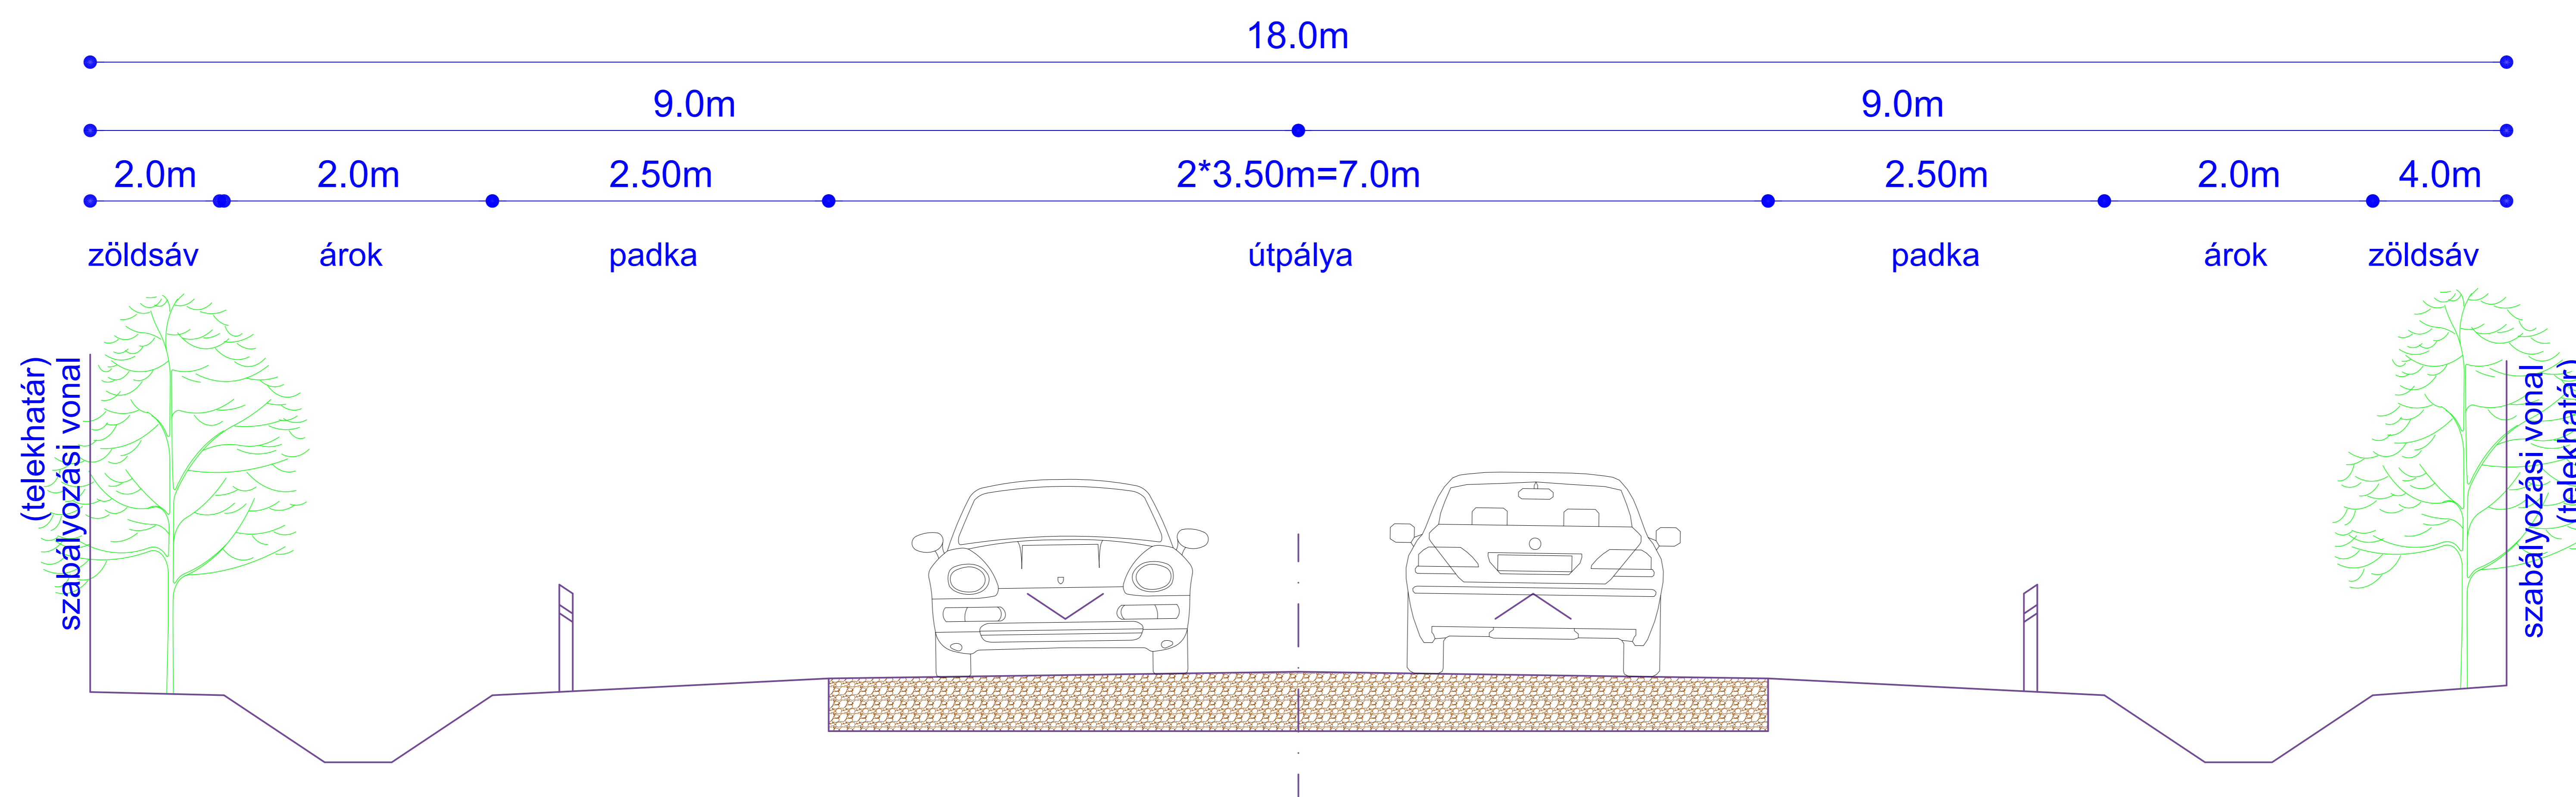 18.0m
9.0m 9.0m
2.0m 2.0m 2.50m 2*3.50m=7.0m 2.50m 2.0m 4.0m
zöldsáv árok padka útpálya padka árok zöldsáv
(telekhatár)
szabályozási vonal
szabályozási vonal
(telekhatár)